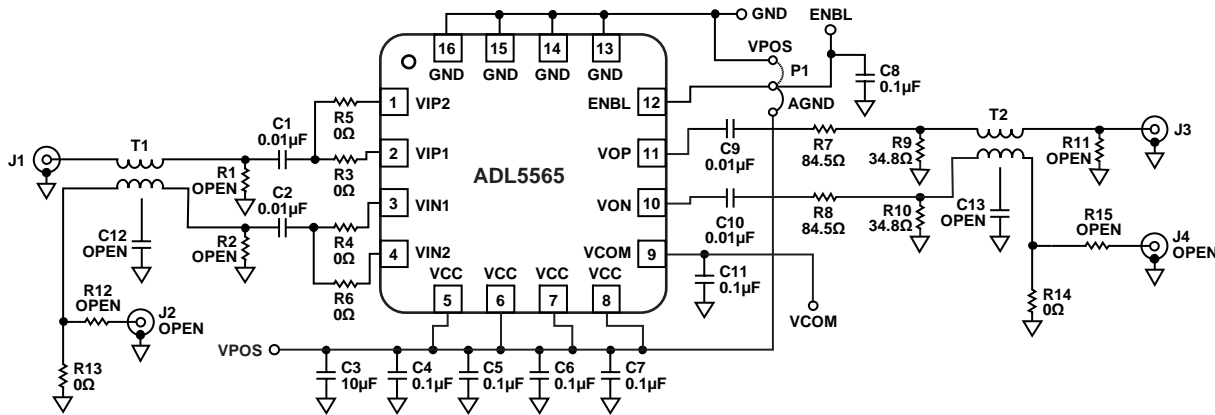 GND
ENBL
16
15
14
13
GND
GND
GND
GND
VPOS
P1
AGND
C8
0.1µF
1
VIP2
ENBL
12
R5
0Ω
C1
0.01µF
T1
J1
2
VIP1
R3
0Ω
R1
OPEN
C2
0.01µF
ADL5565
VOP
11
C9
0.01µF
R7
84.5Ω
R9
34.8Ω
T2
R11
OPEN
J3
3
VIN1
R4
0Ω
VON
10
C10
0.01µF
R8
84.5Ω
R10
34.8Ω
C13
OPEN
R15
OPEN
J4
OPEN
C12
OPEN
R2
OPEN
4
VIN2
R6
0Ω
VCOM
9
C11
0.1µF
VCOM
R14
0Ω
VCC
VCC
VCC
VCC
5
6
7
8
R12
OPEN
J2
OPEN
R13
0Ω
VPOS
C3
10µF
C4
0.1µF
C5
0.1µF
C6
0.1µF
C7
0.1µF